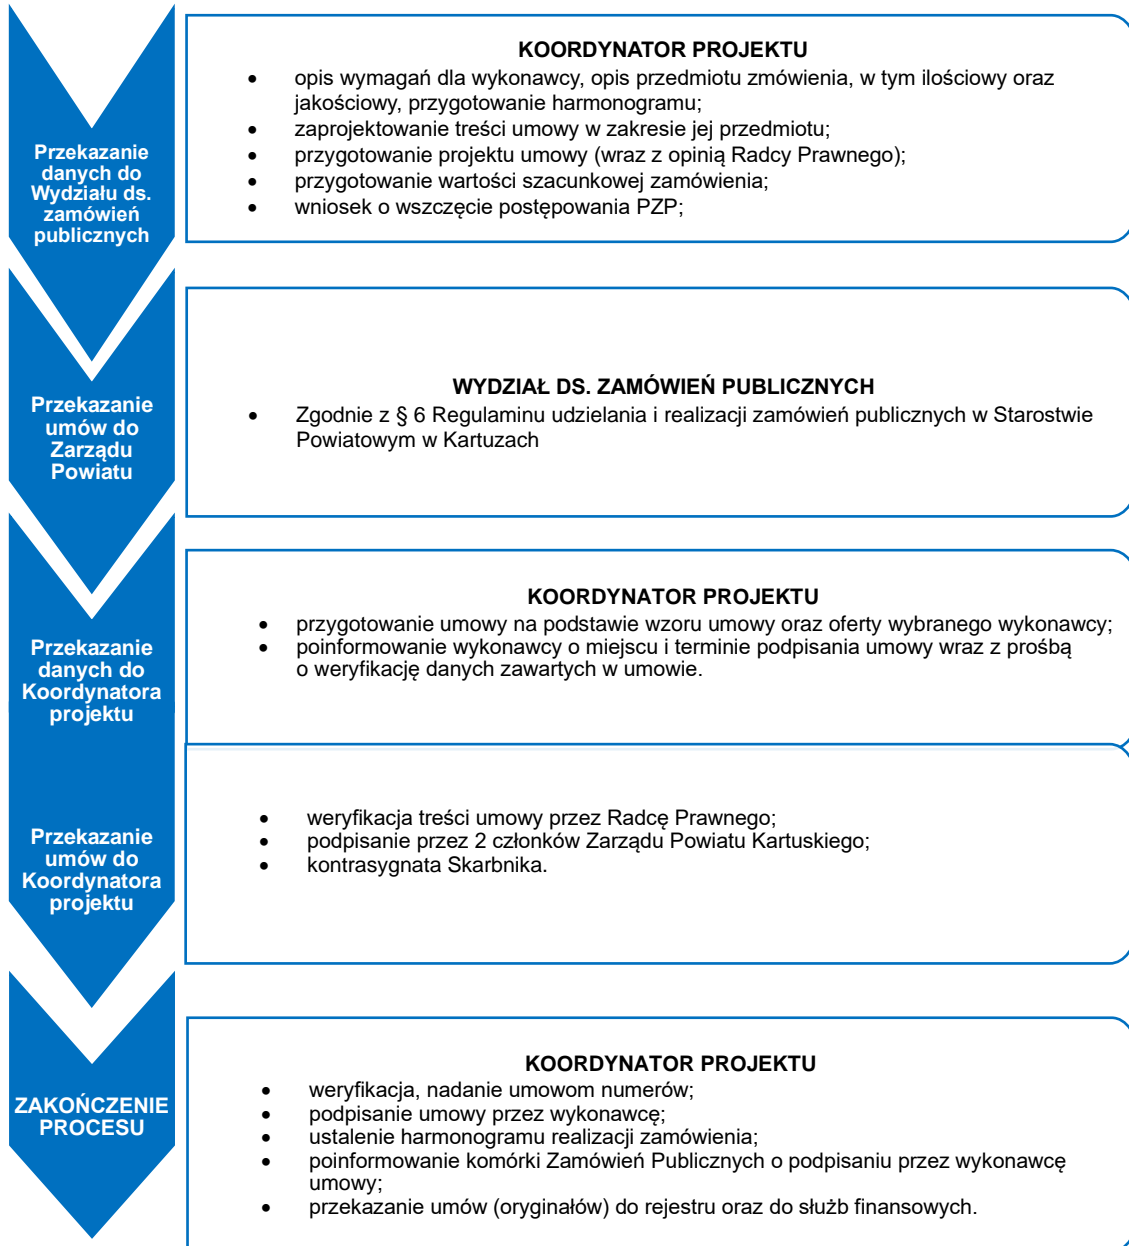 Przekazanie
danych do
Wydziału ds.
zamówień
publicznych
KOORDYNATOR PROJEKTU
• opis wymagań dla wykonawcy, opis przedmiotu zmówienia, w tym ilościowy oraz
jakościowy, przygotowanie harmonogramu;
• zaprojektowanie treści umowy w zakresie jej przedmiotu;
• przygotowanie projektu umowy (wraz z opinią Radcy Prawnego);
• przygotowanie wartości szacunkowej zamówienia;
• wniosek o wszczęcie postępowania PZP;
Przekazanie
umów do
Zarządu
Powiatu
WYDZIAŁ DS. ZAMÓWIEŃ PUBLICZNYCH
• Zgodnie z § 6 Regulaminu udzielania i realizacji zamówień publicznych w Starostwie
Powiatowym w Kartuzach
Przekazanie
danych do
Koordynatora
projektu
KOORDYNATOR PROJEKTU
• przygotowanie umowy na podstawie wzoru umowy oraz oferty wybranego wykonawcy;
• poinformowanie wykonawcy o miejscu i terminie podpisania umowy wraz z prośbą
o weryfikację danych zawartych w umowie.
Przekazanie
umów do
Koordynatora
projektu
• weryfikacja treści umowy przez Radcę Prawnego;
• podpisanie przez 2 członków Zarządu Powiatu Kartuskiego;
• kontrasygnata Skarbnika.
ZAKOŃCZENIE
PROCESU
KOORDYNATOR PROJEKTU
• weryfikacja, nadanie umowom numerów;
• podpisanie umowy przez wykonawcę;
• ustalenie harmonogramu realizacji zamówienia;
• poinformowanie komórki Zamówień Publicznych o podpisaniu przez wykonawcę
umowy;
• przekazanie umów (oryginałów) do rejestru oraz do służb finansowych.